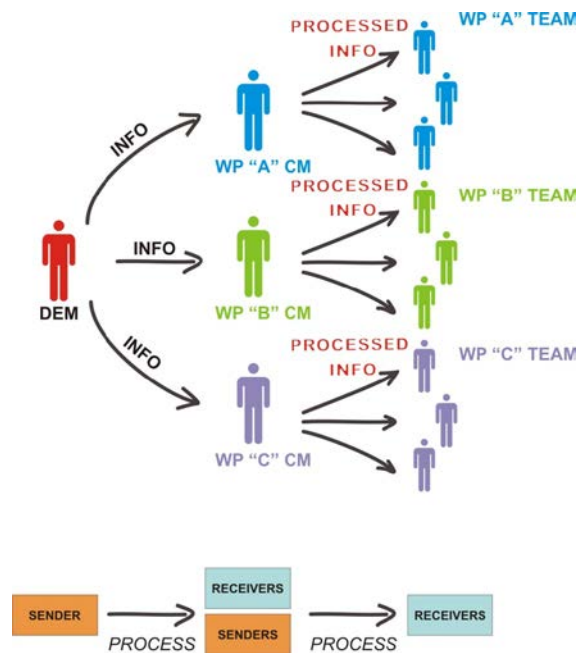 PROCESSED
INFO
WP “A” TEAM
INFO
WP “A” CM
PROCESSED
INFO
WP “B” TEAM
INFO
DEM
WP “B” CM
PROCESSED
INFO
WP “C” TEAM
INFO
WP “C” CM
SENDER
PROCESS
RECEIVERS
SENDERS
PROCESS
RECEIVERS